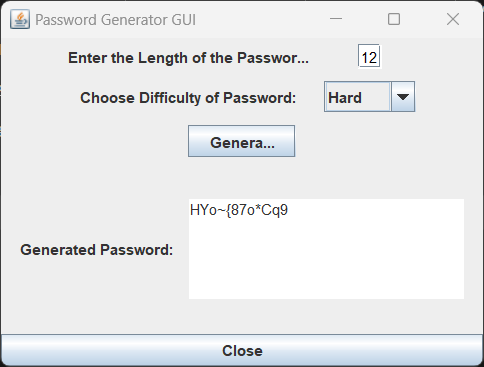 Password Generator GUI
Enter the Length of the Passwor... 12
Choose Difficulty of Password: Hard
Genera...
HYo~{87o*Cq9
Generated Password:
Close